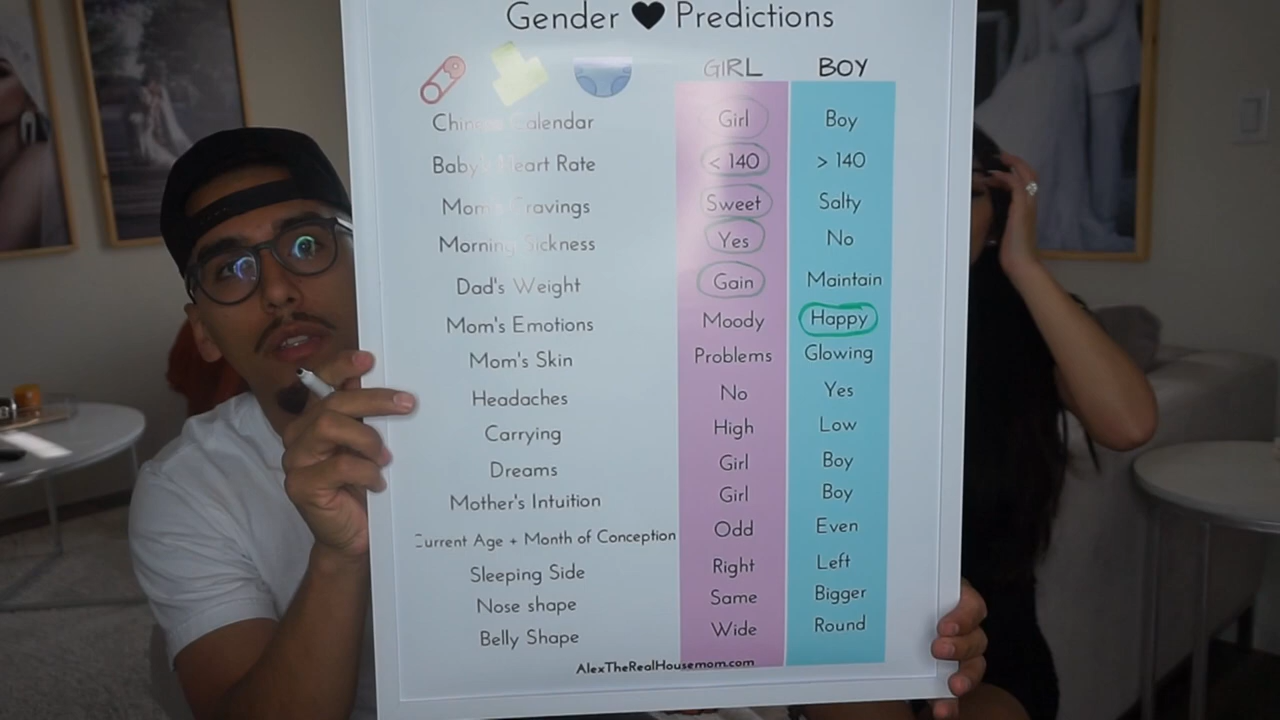 Gender Predictions
GIRL BOY
Chinese Calendar Girl Boy
Baby's Heart Rate < 140 > 140
Mom's Cravings Sweet Salty
Morning Sickness Yes No
Dad's Weight Gain Maintain
Mom's Emotions Moody Happy
Mom's Skin Problems Glowing
Headaches No Yes
Carrying High Low
Dreams Girl Boy
Mother's Intuition Girl Boy
Current Age + Month of Conception Odd Even
Sleeping Side Right Left
Nose shape Same Bigger
Belly Shape Wide Round
AlexTheRealHousemom.com